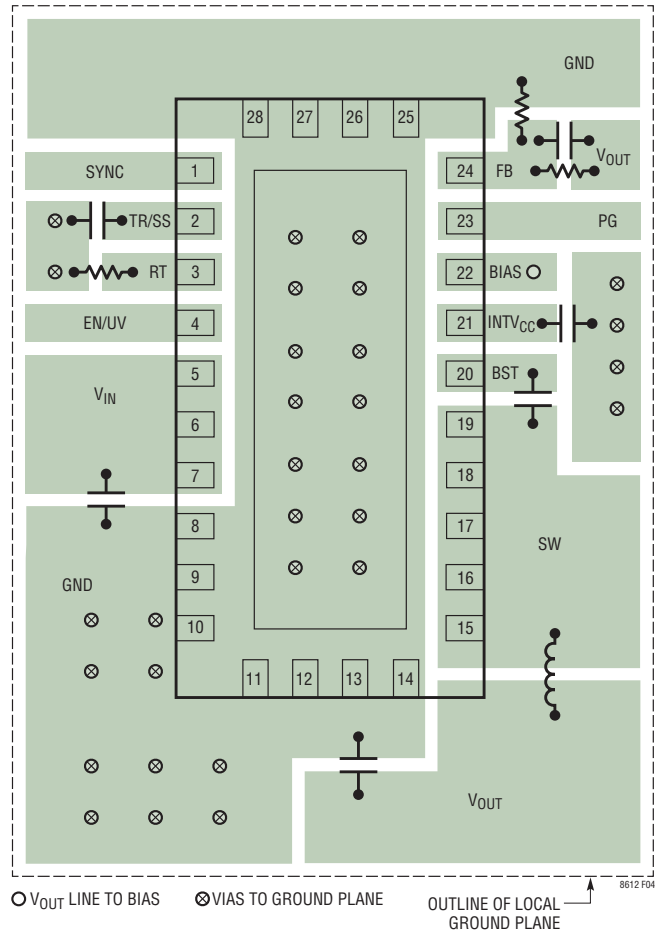 GND
28 27 26 25
SYNC 1 24 FB VOUT
TR/SS 2 23 PG
RT 3 22 BIAS
EN/UV 4 21 INTVCC
VIN 5 20 BST
6 19
7 18
8 17 SW
GND 9 16
10 15
11 12 13 14
VOUT
8612 F04
VOUT LINE TO BIAS VIAS TO GROUND PLANE OUTLINE OF LOCAL
GROUND PLANE